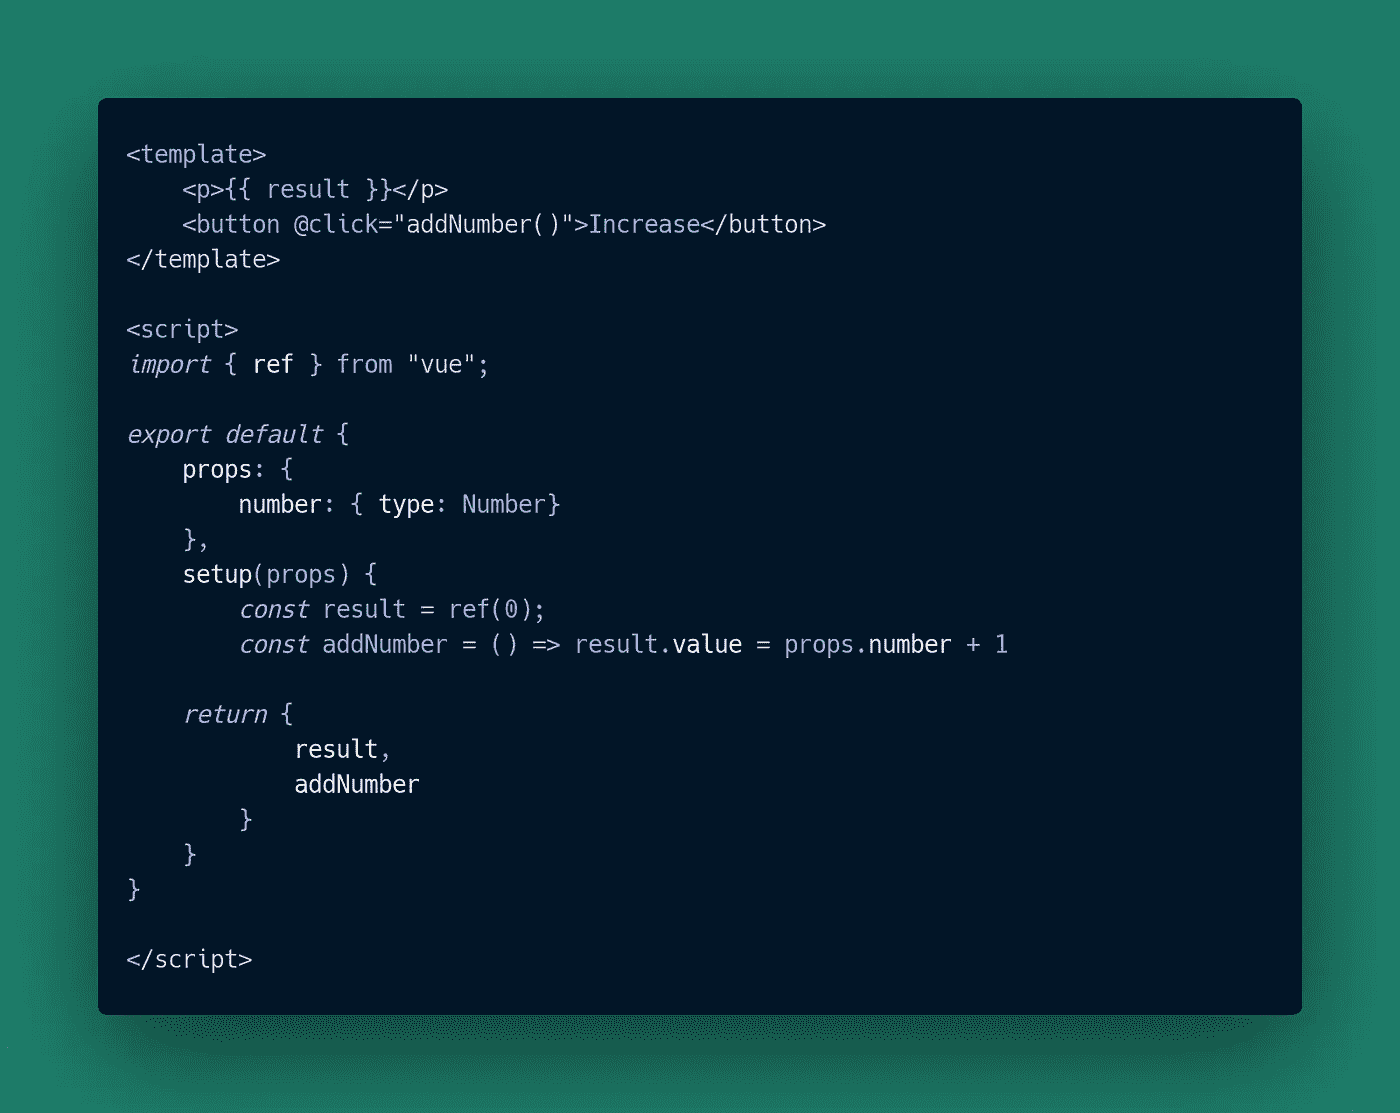 <template>
    <p>{{ result }}</p>
    <button @click="addNumber()">Increase</button>
</template>

<script>
import { ref } from "vue";

export default {
    props: {
        number: { type: Number}
    },
    setup(props) {
        const result = ref(0);
        const addNumber = () => result.value = props.number + 1

    return {
            result,
            addNumber
        }
    }
}

</script>